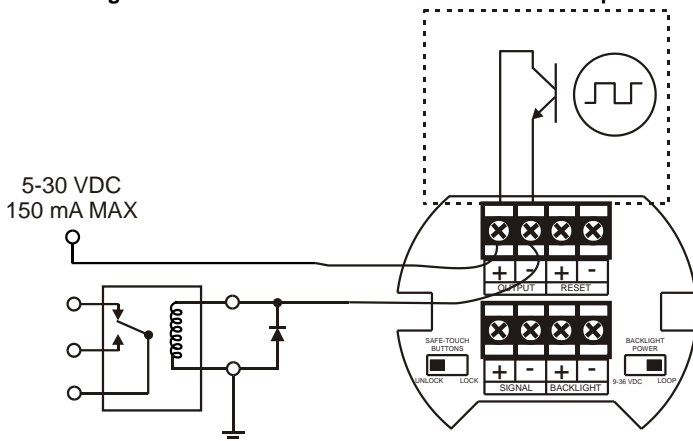 5-30 VDC
150 mA MAX
+ - + -
OUTPUT RESET
SAFE-TOUCH
BUTTONS
UNLOCK LOCK
+ - + -
SIGNAL BACKLIGHT
BACKLIGHT
POWER
9-36 VDC LOOP